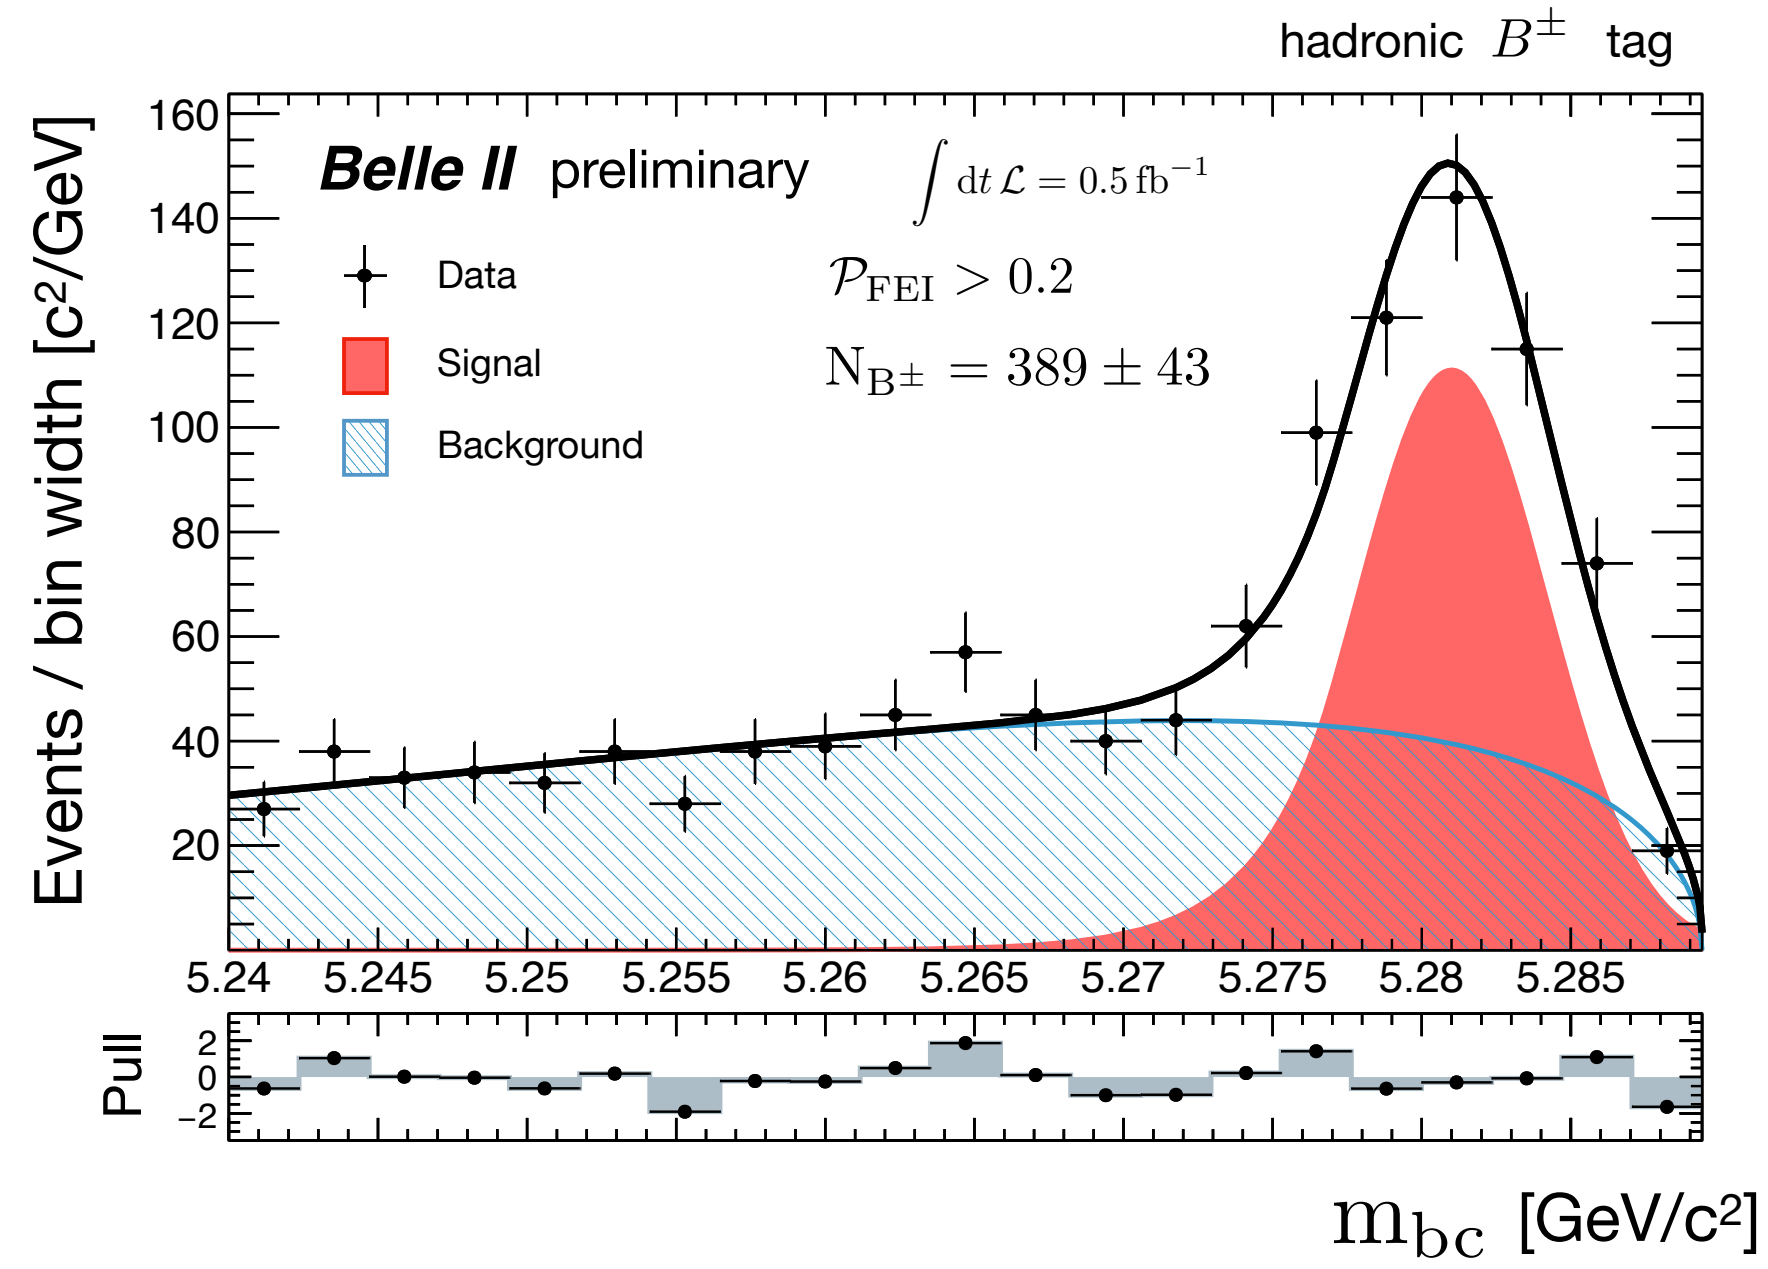 hadronic B± tag
Events / bin width [c²/GeV]
160
140
120
100
80
60
40
20
Belle II preliminary
∫ dt ℒ = 0.5 fb⁻¹
Data
𝒫FEI > 0.2
Signal
N_B± = 389 ± 43
Background
5.24 5.245 5.25 5.255 5.26 5.265 5.27 5.275 5.28 5.285
Pull
2
0
−2
m_bc [GeV/c²]